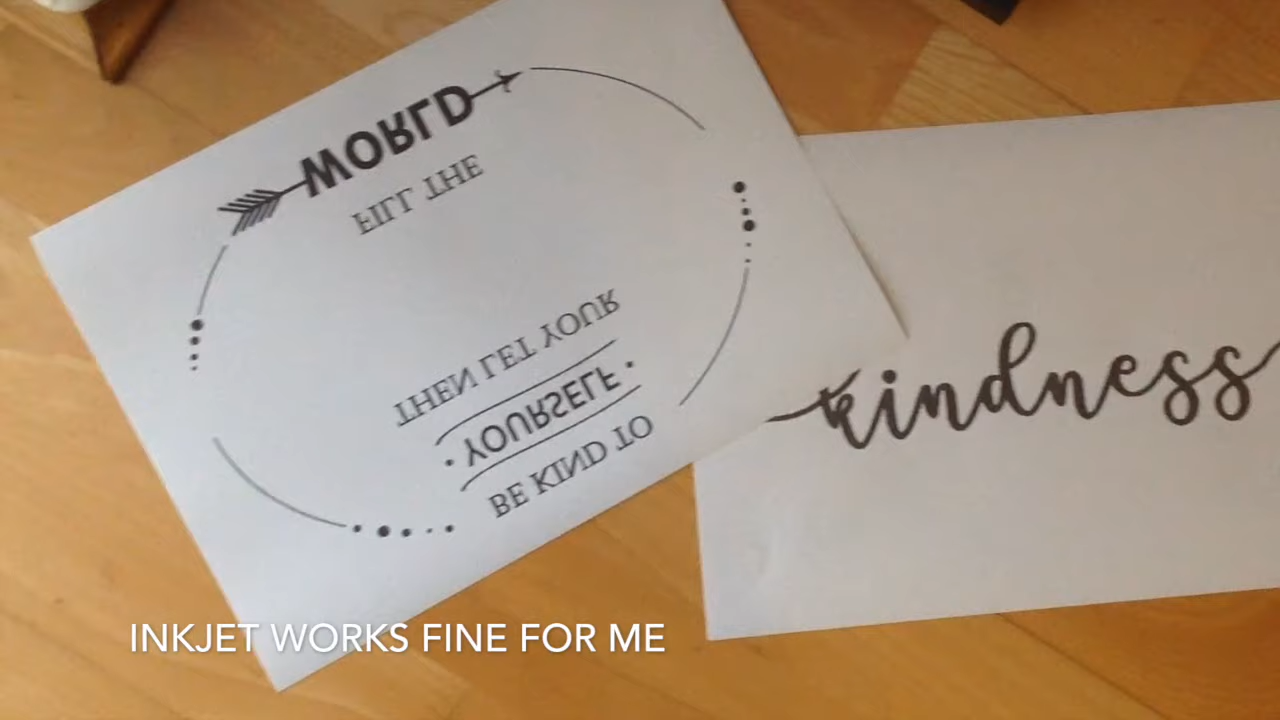 BE KIND TO
• YOURSELF •
THEN LET YOUR
FILL THE
WORLD
kindness
INKJET WORKS FINE FOR ME